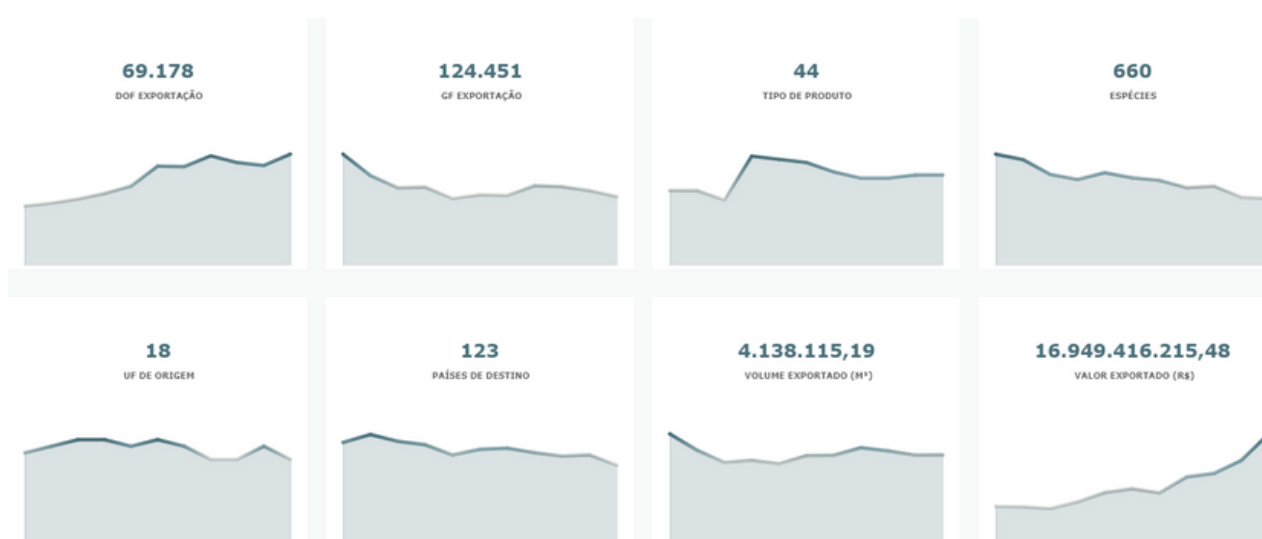 69.178
DOF EXPORTAÇÃO
124.451
GF EXPORTAÇÃO
44
TIPO DE PRODUTO
660
ESPÉCIES
18
UF DE ORIGEM
123
PAÍSES DE DESTINO
4.138.115,19
VOLUME EXPORTADO (M³)
16.949.416.215,48
VALOR EXPORTADO (R$)